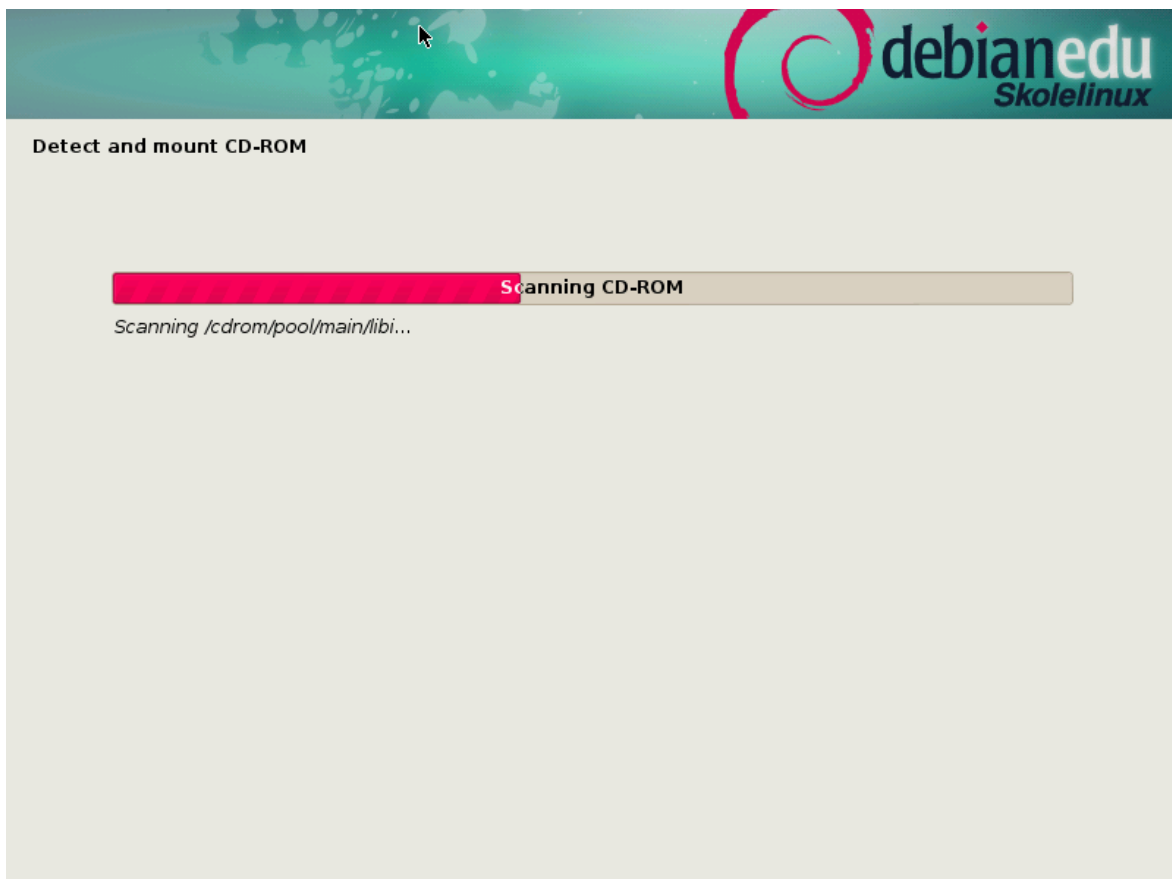 debianedu
Skolelinux
Detect and mount CD-ROM
Scanning CD-ROM
Scanning /cdrom/pool/main/libi...